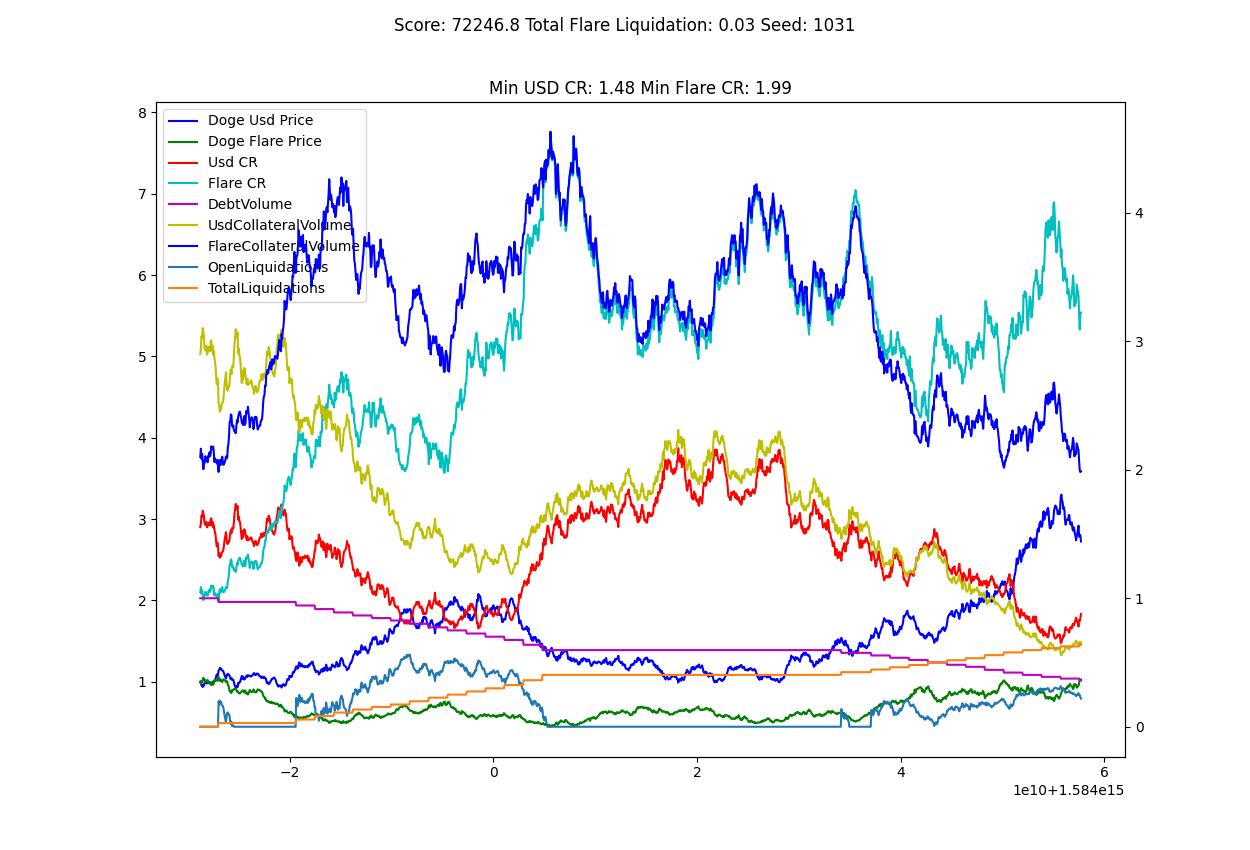 Score: 72246.8 Total Flare Liquidation: 0.03 Seed: 1031
Min USD CR: 1.48 Min Flare CR: 1.99
Doge Usd Price
Doge Flare Price
Usd CR
Flare CR
DebtVolume
UsdCollateralVolume
FlareCollateralVolume
OpenLiquidations
TotalLiquidations
8
7
6
5
4
3
2
1
4
3
2
1
0
−2
0
2
4
6
1e10+1.584e15